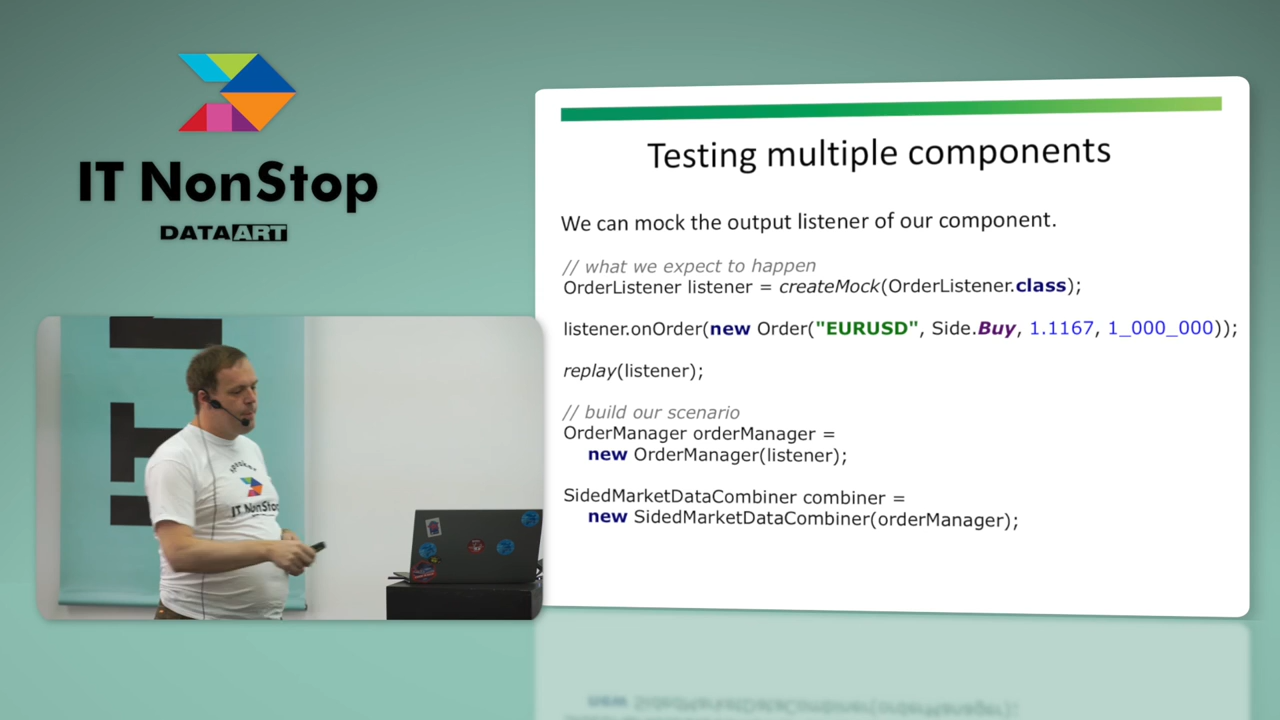 IT NonStop
DATAART
Testing multiple components
We can mock the output listener of our component.
// what we expect to happen
OrderListener listener = createMock(OrderListener.class);
listener.onOrder(new Order("EURUSD", Side.Buy, 1.1167, 1_000_000));
replay(listener);
// build our scenario
OrderManager orderManager =
new OrderManager(listener);
SidedMarketDataCombiner combiner =
new SidedMarketDataCombiner(orderManager);
speaker
IT NonStop